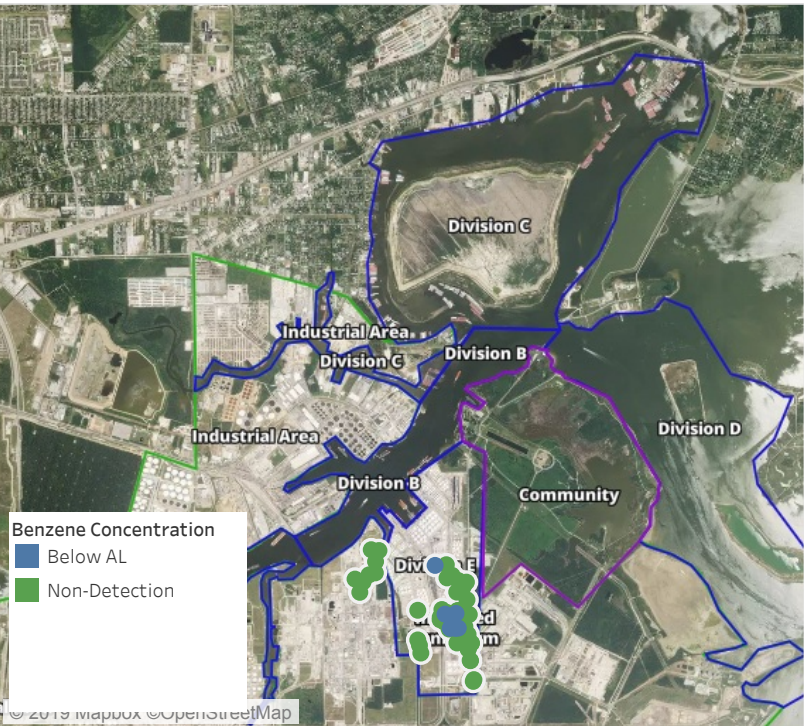 Division C
Industrial Area
Division C
Division B
Division D
Industrial Area
Division B
Community
Benzene Concentration
Below AL
Non-Detection
© 2019 Mapbox ©OpenStreetMap